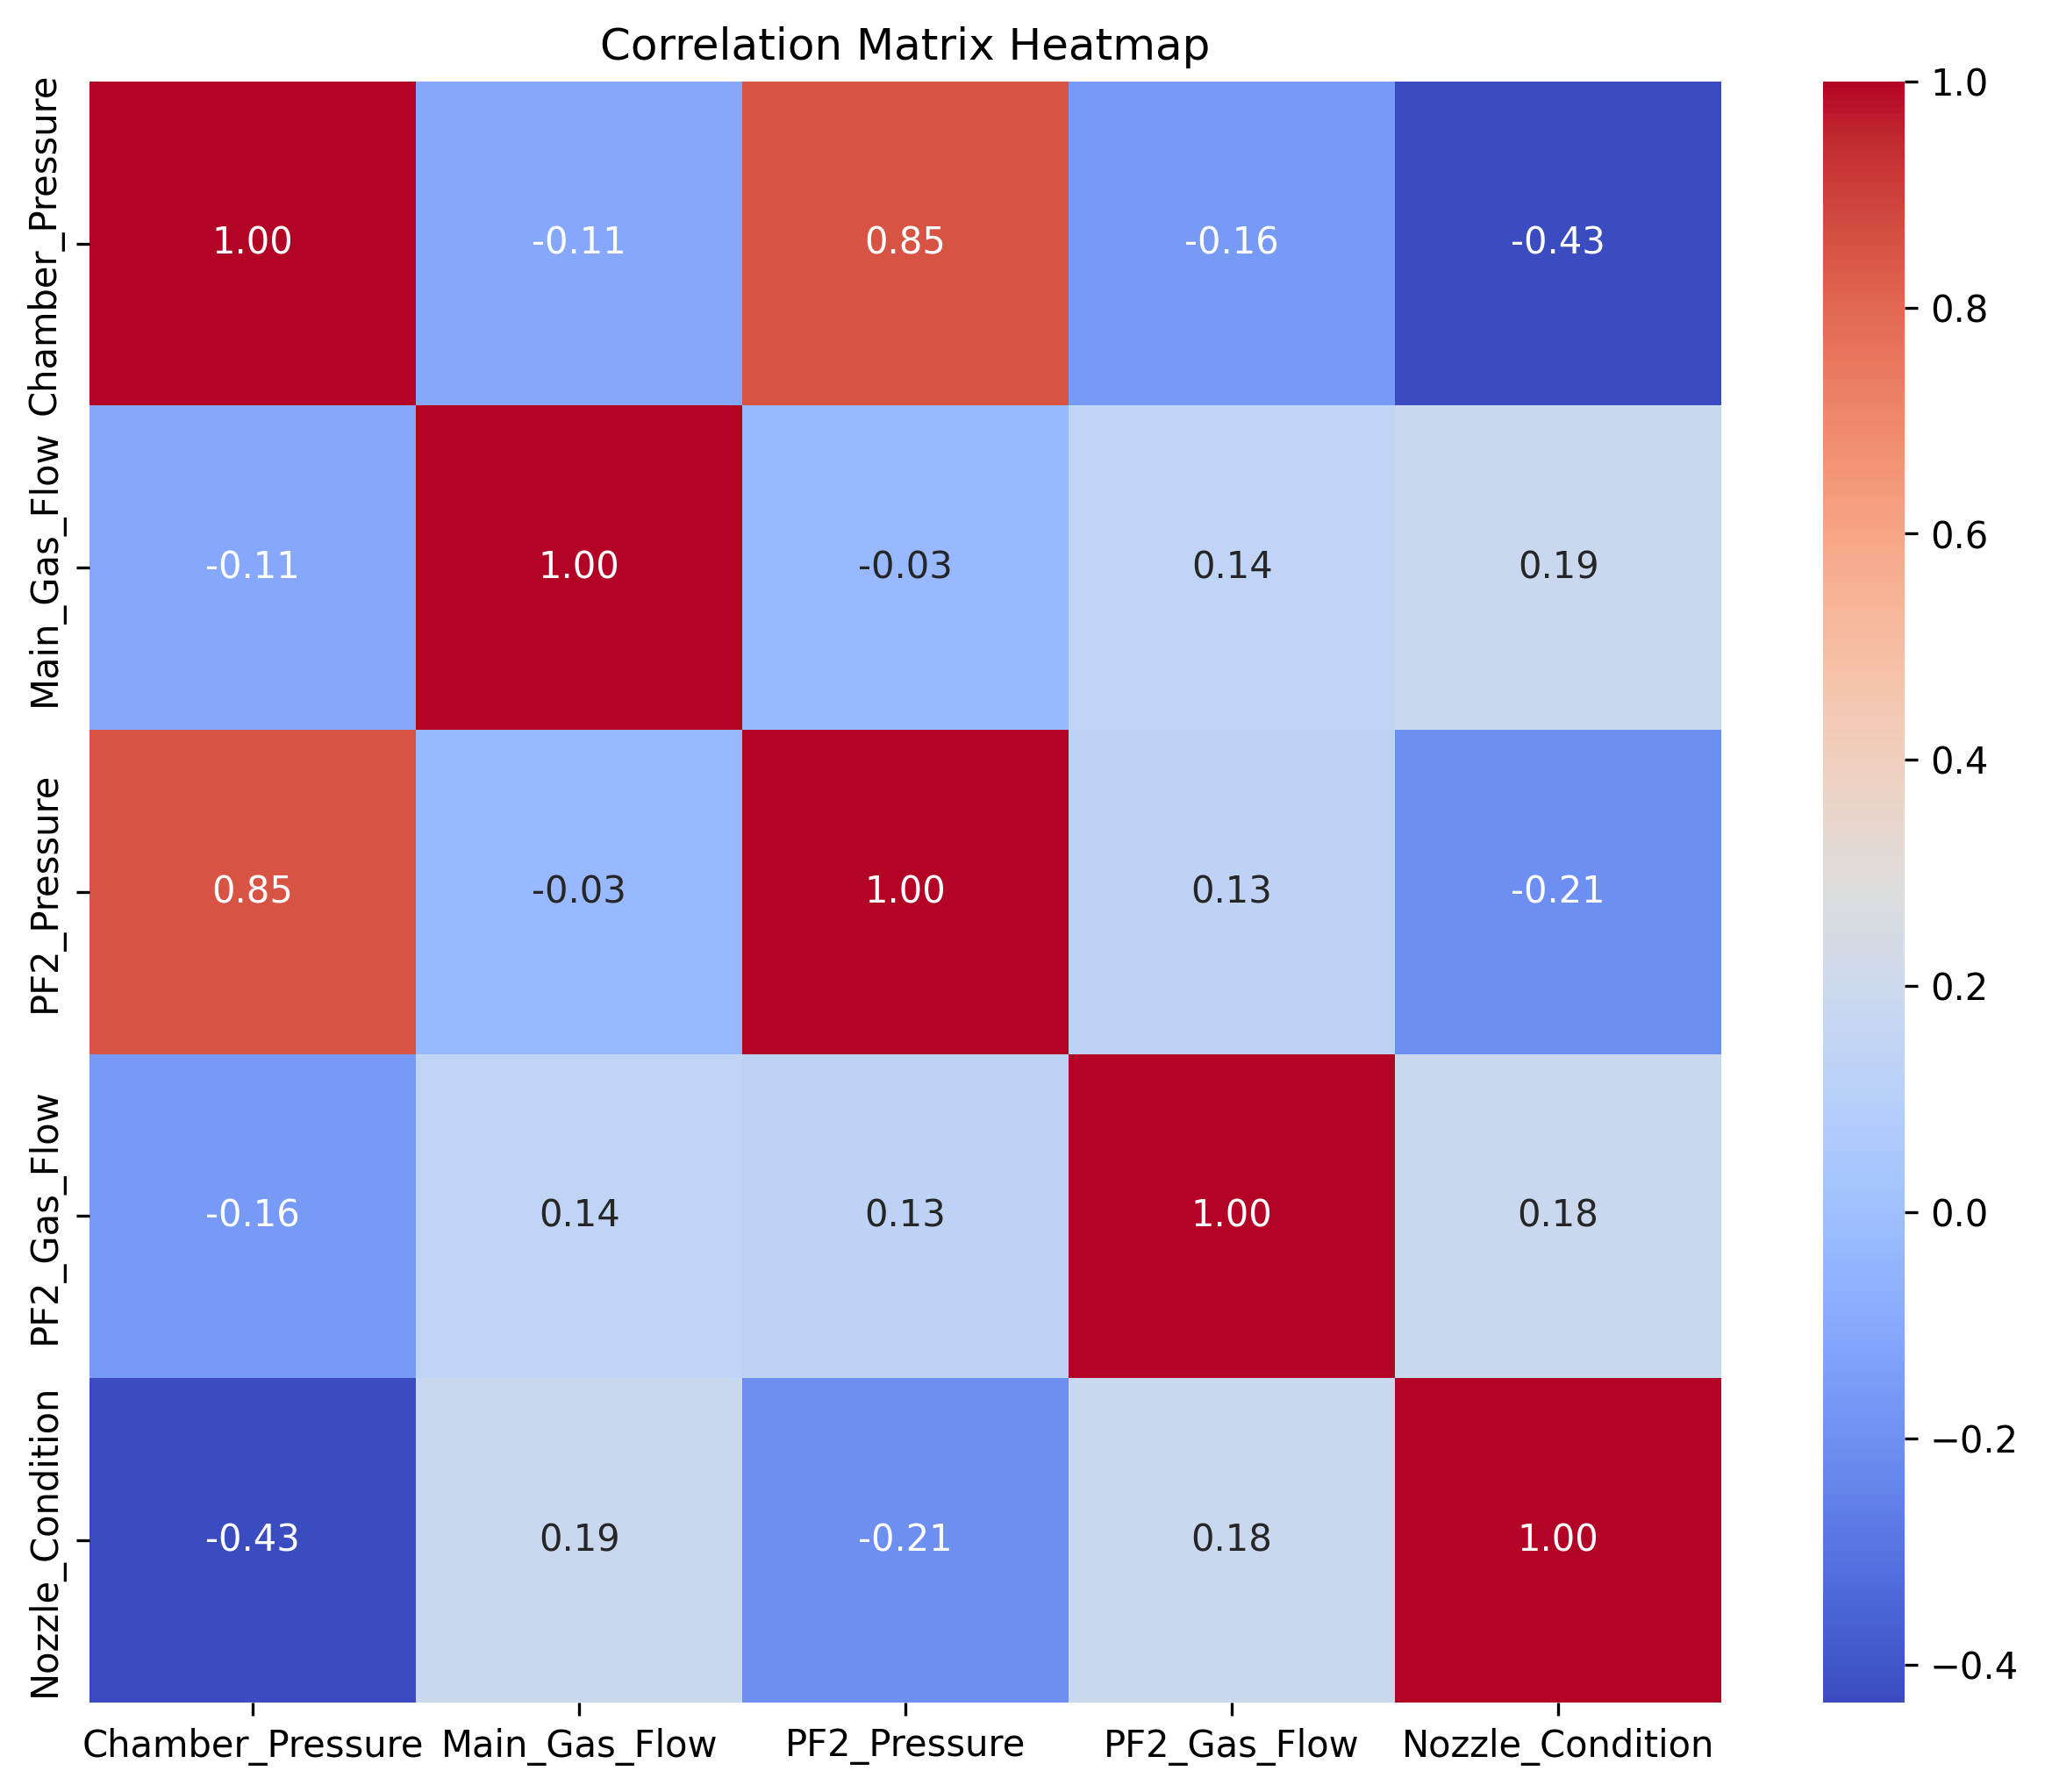 Correlation Matrix Heatmap
Chamber_Pressure 1.00 -0.11 0.85 -0.16 -0.43
Main_Gas_Flow -0.11 1.00 -0.03 0.14 0.19
PF2_Pressure 0.85 -0.03 1.00 0.13 -0.21
PF2_Gas_Flow -0.16 0.14 0.13 1.00 0.18
Nozzle_Condition -0.43 0.19 -0.21 0.18 1.00
Chamber_Pressure Main_Gas_Flow PF2_Pressure PF2_Gas_Flow Nozzle_Condition
1.0
0.8
0.6
0.4
0.2
0.0
−0.2
−0.4